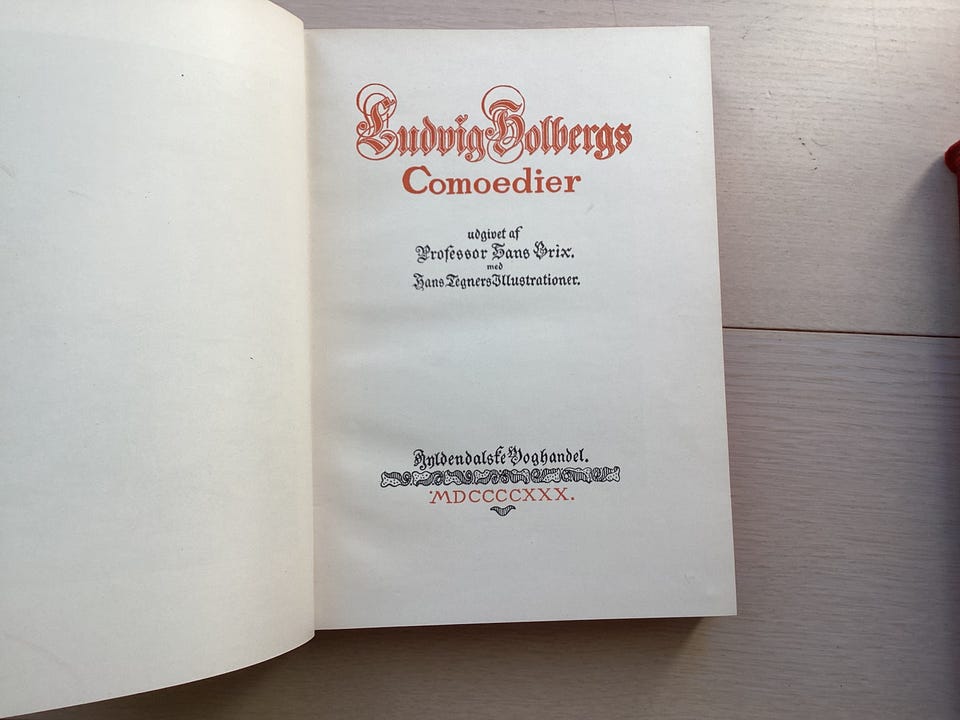 Ludvig Holbergs
Comoedier
udgivet af
Professor Hans Brix.
med
Hans Tegners Illustrationer.
Gyldendalske Boghandel.
MDCCCCXXX.